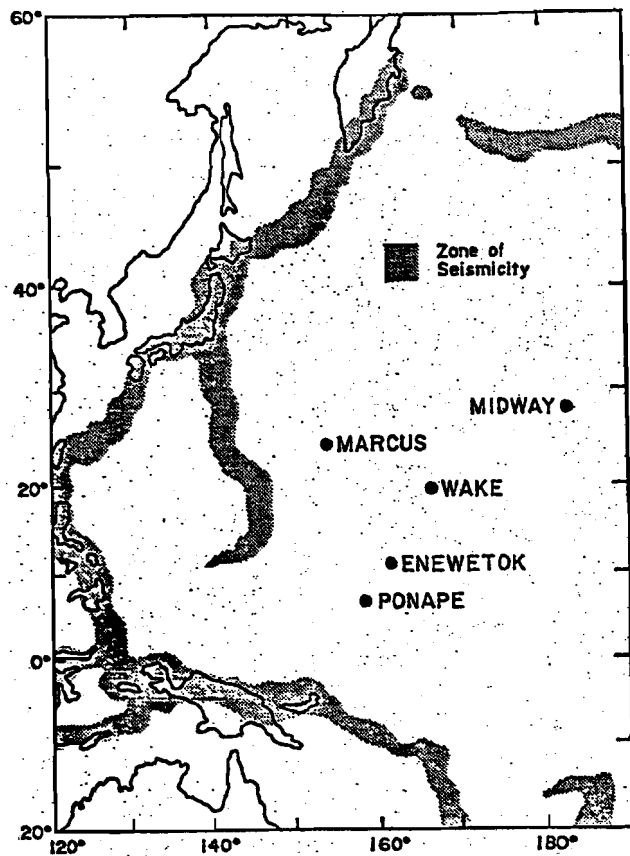 60°
40°
20°
0°
20°
120°
140°
160°
180°
Zone of
Seismicity
MIDWAY
MARCUS
WAKE
ENEWETOK
PONAPE